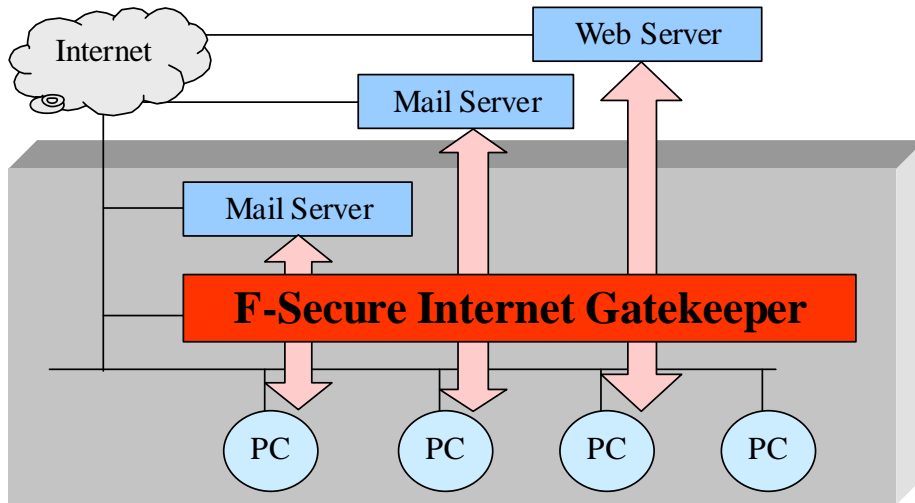 Web Server
Internet
Mail Server
Mail Server
F-Secure Internet Gatekeeper
PC
PC
PC
PC